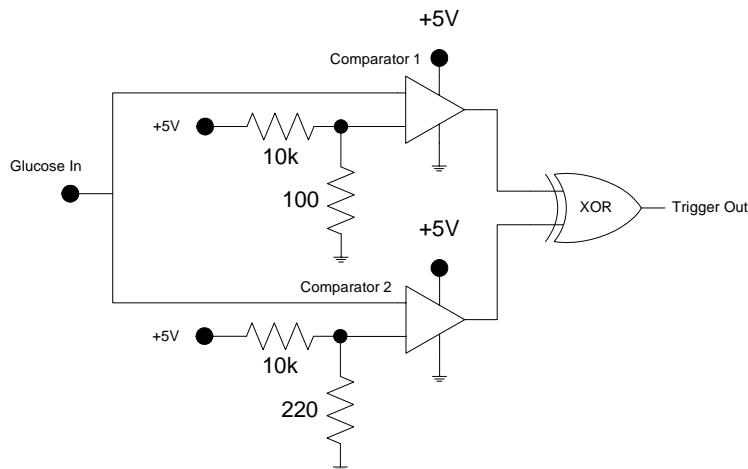 +5V
Comparator 1
+5V
10k
Glucose In
100
XOR
Trigger Out
+5V
Comparator 2
+5V
10k
220